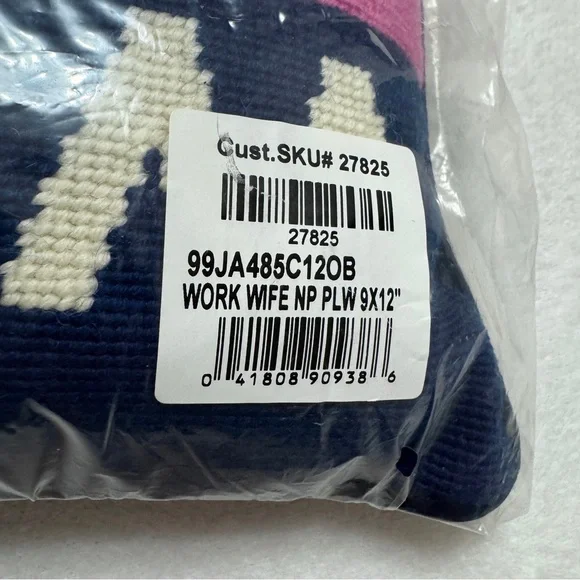 Cust.SKU# 27825
27825
99JA485C12OB
WORK WIFE NP PLW 9X12"
0 41808 90938 6